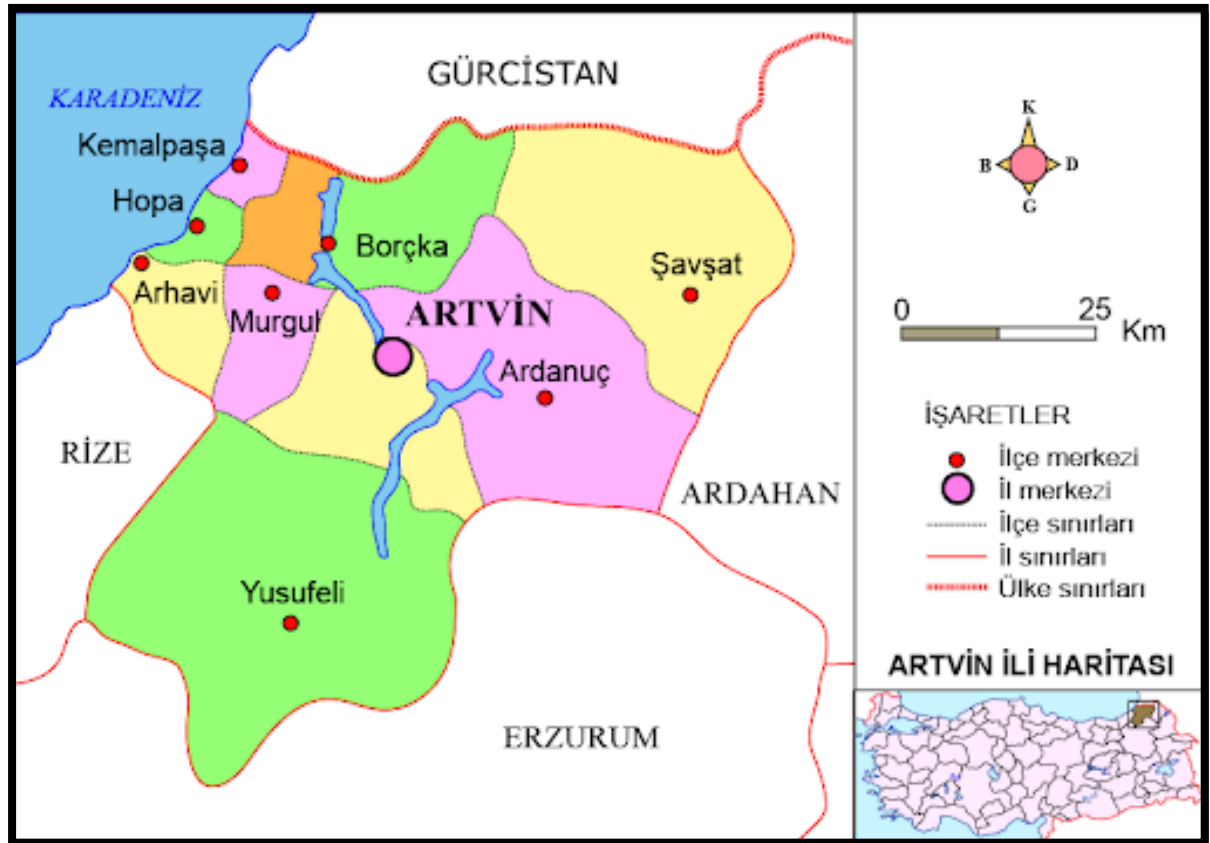 GÜRCİSTAN
KARADENİZ
Kemalpaşa
Hopa
Borçka
Şavşat
Arhavi
Murgul
ARTVİN
Ardanuç
RİZE
ARDAHAN
Yusufeli
ERZURUM
K
B
D
G
0
25
Km
İŞARETLER
İlçe merkezi
İl merkezi
İlçe sınırları
İl sınırları
Ülke sınırları
ARTVİN İLİ HARİTASI